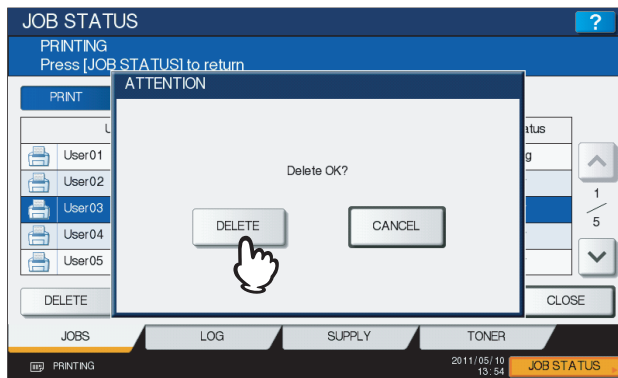 JOB STATUS
?
PRINTING
Press [JOB STATUS] to return
ATTENTION
PRINT
Delete OK?
DELETE
CANCEL
User01
User02
User03
User04
User05
1
5
DELETE
CLOSE
JOBS
LOG
SUPPLY
TONER
PRINTING
2011/05/10
13:54
JOB STATUS